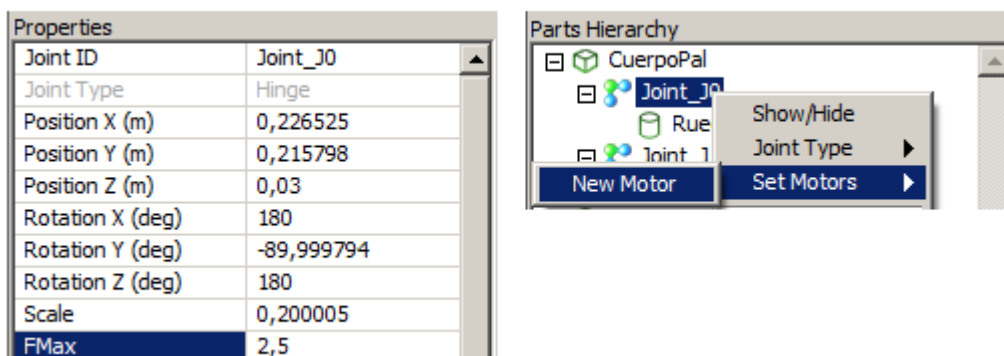 Properties
Joint ID Joint_J0
Joint Type Hinge
Position X (m) 0,226525
Position Y (m) 0,215798
Position Z (m) 0,03
Rotation X (deg) 180
Rotation Y (deg) -89,999794
Rotation Z (deg) 180
Scale 0,200005
FMax 2,5
Parts Hierarchy
CuerpoPal
Joint_J0
Show/Hide
Rue
Joint_1
Joint Type
New Motor
Set Motors